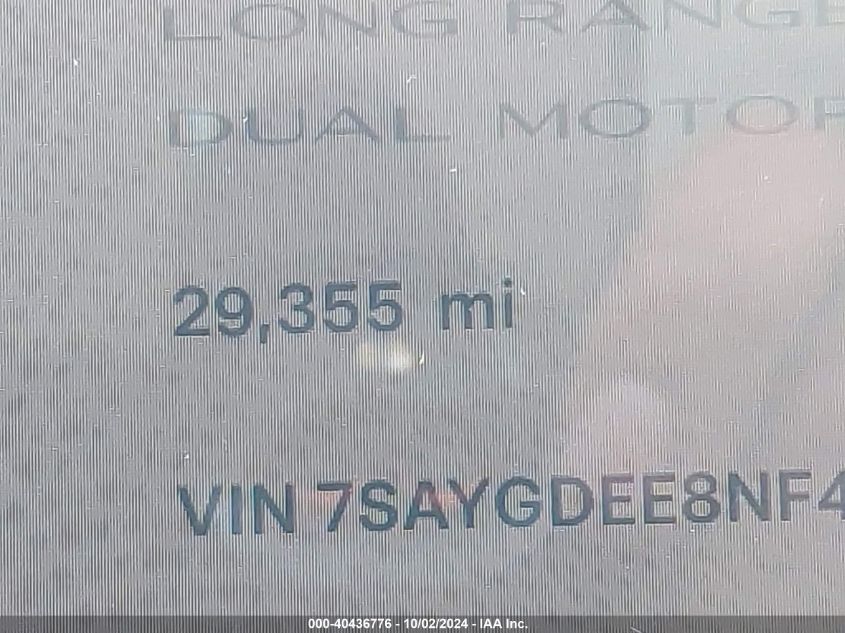 LONG RANGE
DUAL MOTOR
29,355 mi
VIN 7SAYGDEE8NF4
000-40436776 - 10/02/2024 - IAA Inc.